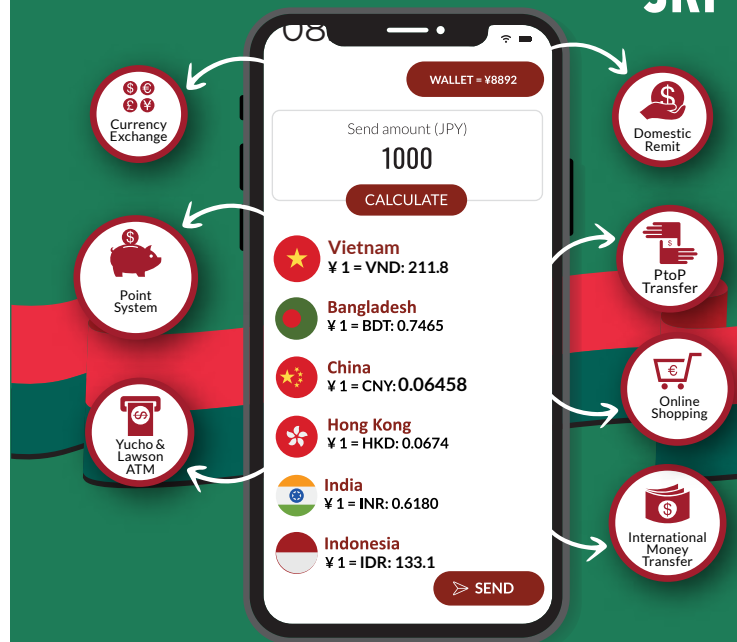 SRI
08
WALLET = ¥8892
Send amount (JPY)
1000
CALCULATE
Vietnam
¥ 1 = VND: 211.8
Bangladesh
¥ 1 = BDT: 0.7465
China
¥ 1 = CNY: 0.06458
Hong Kong
¥ 1 = HKD: 0.0674
India
¥ 1 = INR: 0.6180
Indonesia
¥ 1 = IDR: 133.1
SEND
$ €
£ ¥
Currency
Exchange
$
Point
System
$
Yucho &
Lawson
ATM
$
Domestic
Remit
$
PtoP
Transfer
€
Online
Shopping
$
International
Money
Transfer